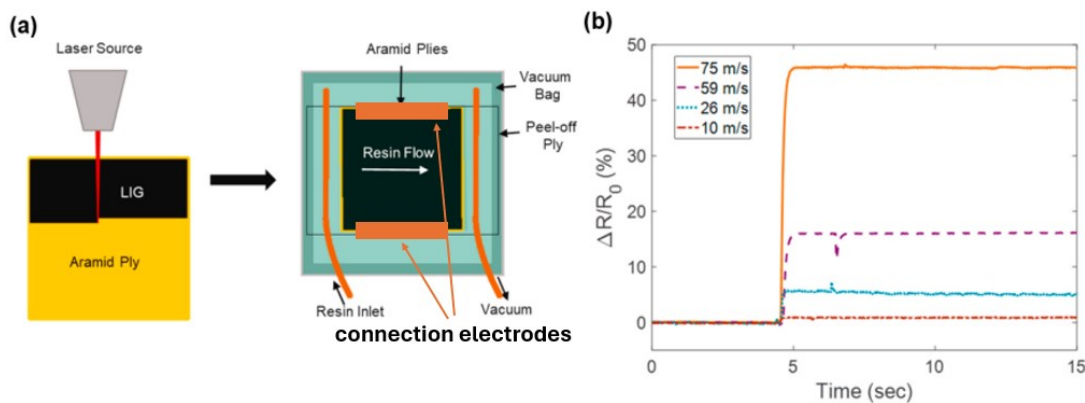 (a)
Laser Source
LIG
Aramid Ply
Aramid Plies
Vacuum
Bag
Peel-off
Ply
Resin Flow
Resin Inlet
Vacuum
connection electrodes
(b)
50
40
30
20
10
0
ΔR/R₀ (%)
75 m/s
59 m/s
26 m/s
10 m/s
0
5
10
15
Time (sec)